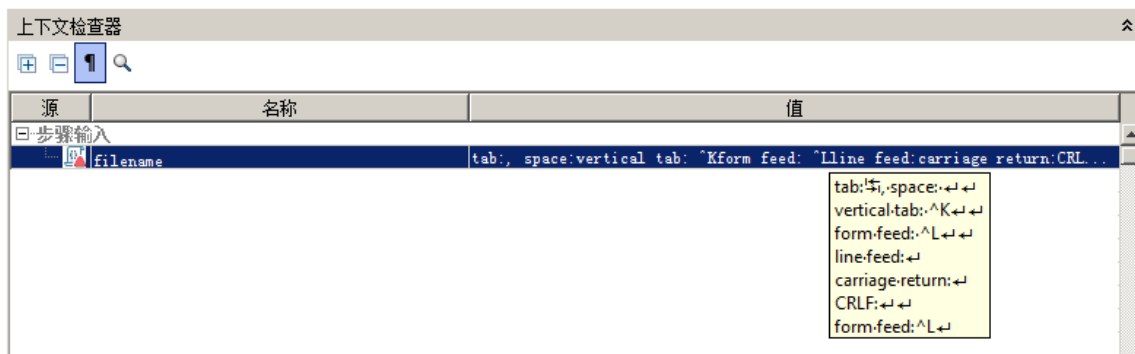 上下文检查器
¶
源 名称 值
步骤输入
filename tab:, space:vertical tab: ^Kform feed: ^Lline feed:carriage return:CRL...
tab:↹,·space:·↵↵
vertical·tab:·^K↵↵
form·feed:·^L↵↵
line·feed:↵
carriage·return:↵
CRLF:↵↵
form·feed:^L↵